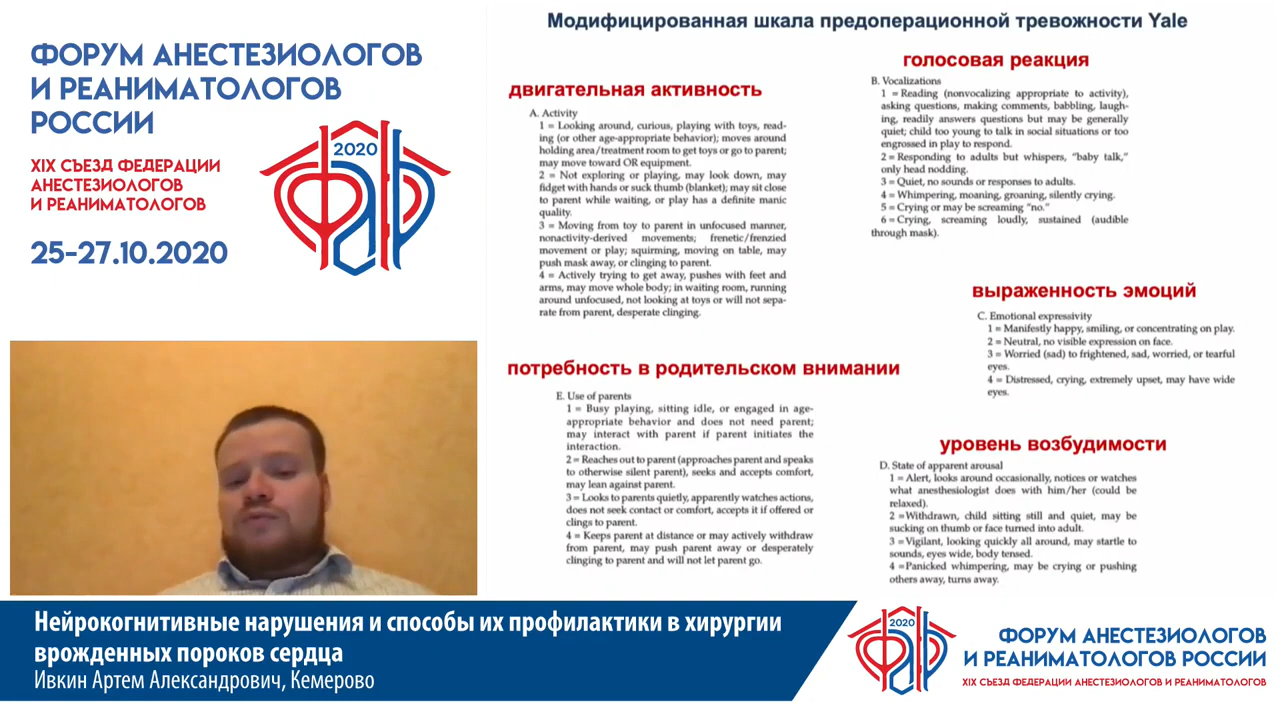 ФОРУМ АНЕСТЕЗИОЛОГОВ
И РЕАНИМАТОЛОГОВ
РОССИИ
XIX СЪЕЗД ФЕДЕРАЦИИ
АНЕСТЕЗИОЛОГОВ
И РЕАНИМАТОЛОГОВ
25-27.10.2020
2020
Модифицированная шкала предоперационной тревожности Yale
двигательная активность
A. Activity
1 = Looking around, curious, playing with toys, read-
ing (or other age-appropriate behavior); moves around
holding area/treatment room to get toys or go to parent;
may move toward OR equipment.
2 = Not exploring or playing, may look down, may
fidget with hands or suck thumb (blanket); may sit close
to parent while waiting, or play has a definite manic
quality.
3 = Moving from toy to parent in unfocused manner,
nonactivity-derived movements; frenetic/frenzied
movement or play; squirming, moving on table, may
push mask away, or clinging to parent.
4 = Actively trying to get away, pushes with feet and
arms, may move whole body; in waiting room, running
around unfocused, not looking at toys or will not sepa-
rate from parent, desperate clinging.
голосовая реакция
B. Vocalizations
1 = Reading (nonvocalizing appropriate to activity),
asking questions, making comments, babbling, laugh-
ing, readily answers questions but may be generally
quiet; child too young to talk in social situations or too
engrossed in play to respond.
2 = Responding to adults but whispers, "baby talk,"
only head nodding.
3 = Quiet, no sounds or responses to adults.
4 = Whimpering, moaning, groaning, silently crying.
5 = Crying or may be screaming "no."
6 = Crying, screaming loudly, sustained (audible
through mask).
выраженность эмоций
C. Emotional expressivity
1 = Manifestly happy, smiling, or concentrating on play.
2 = Neutral, no visible expression on face.
3 = Worried (sad) to frightened, sad, worried, or tearful
eyes.
4 = Distressed, crying, extremely upset, may have wide
eyes.
потребность в родительском внимании
E. Use of parents
1 = Busy playing, sitting idle, or engaged in age-
appropriate behavior and does not need parent;
may interact with parent if parent initiates the
interaction.
2 = Reaches out to parent (approaches parent and speaks
to otherwise silent parent), seeks and accepts comfort,
may lean against parent.
3 = Looks to parents quietly, apparently watches actions,
does not seek contact or comfort, accepts it if offered or
clings to parent.
4 = Keeps parent at distance or may actively withdraw
from parent, may push parent away or desperately
clinging to parent and will not let parent go.
уровень возбудимости
D. State of apparent arousal
1 = Alert, looks around occasionally, notices or watches
what anesthesiologist does with him/her (could be
relaxed).
2 =Withdrawn, child sitting still and quiet, may be
sucking on thumb or face turned into adult.
3 =Vigilant, looking quickly all around, may startle to
sounds, eyes wide, body tensed.
4 =Panicked whimpering, may be crying or pushing
others away, turns away.
Нейрокогнитивные нарушения и способы их профилактики в хирургии
врожденных пороков сердца
Ивкин Артем Александрович, Кемерово
2020
ФОРУМ АНЕСТЕЗИОЛОГОВ
И РЕАНИМАТОЛОГОВ РОССИИ
XIX СЪЕЗД ФЕДЕРАЦИИ АНЕСТЕЗИОЛОГОВ И РЕАНИМАТОЛОГОВ